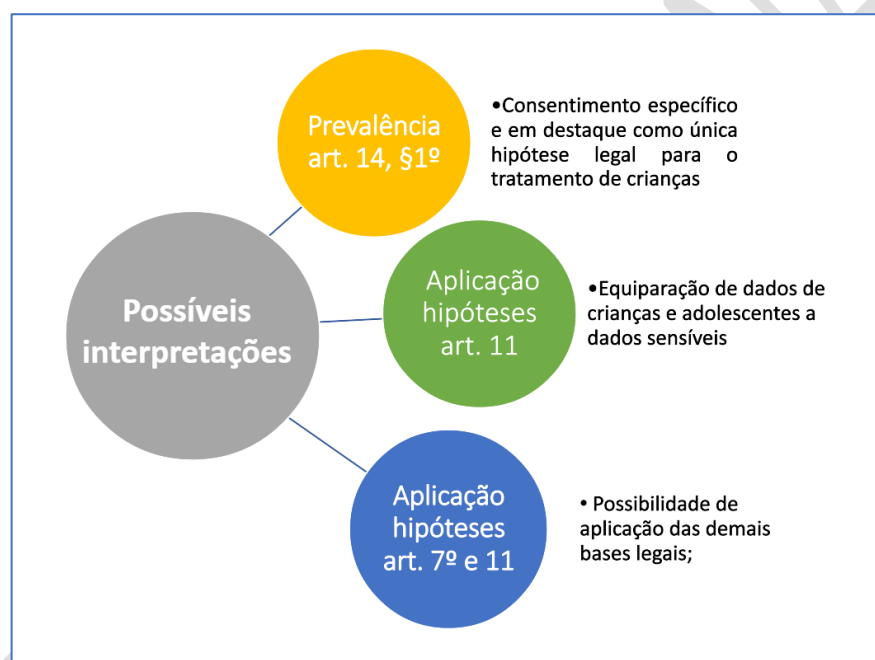 Prevalência
art. 14, §1º
•Consentimento específico
e em destaque como única
hipótese legal para o
tratamento de crianças
Possíveis
interpretações
Aplicação
hipóteses
art. 11
•Equiparação de dados de
crianças e adolescentes a
dados sensíveis
Aplicação
hipóteses
art. 7º e 11
• Possibilidade de
aplicação das demais
bases legais;